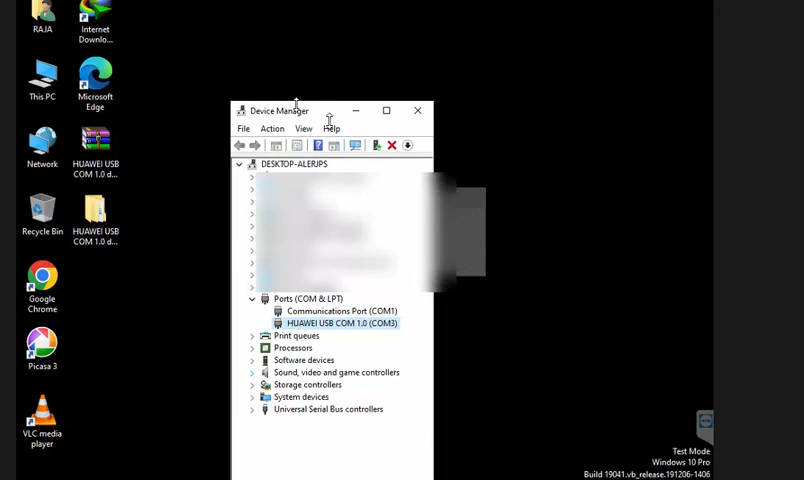 RAJA
Internet
Downlo...
This PC
Microsoft
Edge
Network
HUAWEI USB
COM 1.0 d...
Recycle Bin
HUAWEI USB
COM 1.0 d...
Google
Chrome
Picasa 3
VLC media
player
Device Manager
File Action View Help
Ports (COM & LPT)
Communications Port (COM1)
HUAWEI USB COM 1.0 (COM3)
Print queues
Processors
Software devices
Sound, video and game controllers
Storage controllers
System devices
Universal Serial Bus controllers
Test Mode
Windows 10 Pro
Build 19041.vb_release.191206-1406